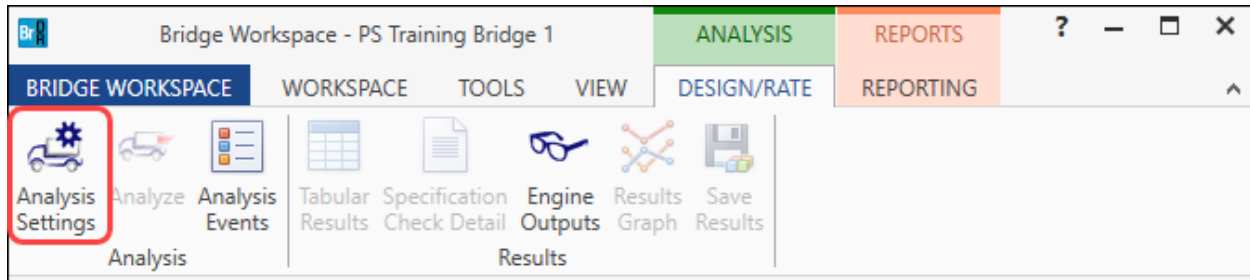 Br DR Bridge Workspace - PS Training Bridge 1 ANALYSIS REPORTS ?
BRIDGE WORKSPACE WORKSPACE TOOLS VIEW DESIGN/RATE REPORTING
Analysis Analyze Analysis Tabular Specification Engine Results Save
Settings Events Results Check Detail Outputs Graph Results
Analysis Results